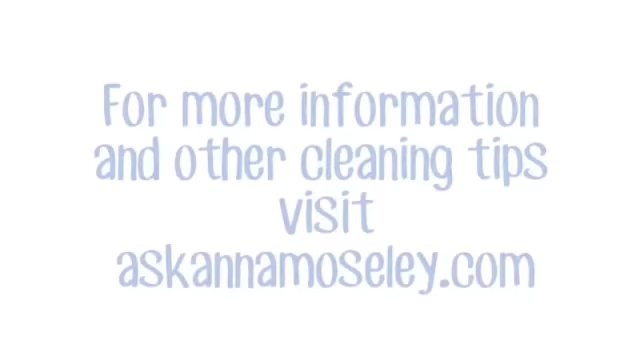 For more information
and other cleaning tips
visit
askannamoseley.com